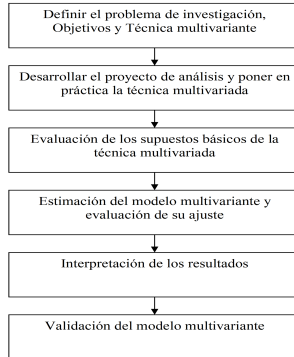 Definir el problema de investigación,
Objetivos y Técnica multivariante
Desarrollar el proyecto de análisis y poner en
práctica la técnica multivariada
Evaluación de los supuestos básicos de la
técnica multivariada
Estimación del modelo multivariante y
evaluación de su ajuste
Interpretación de los resultados
Validación del modelo multivariante